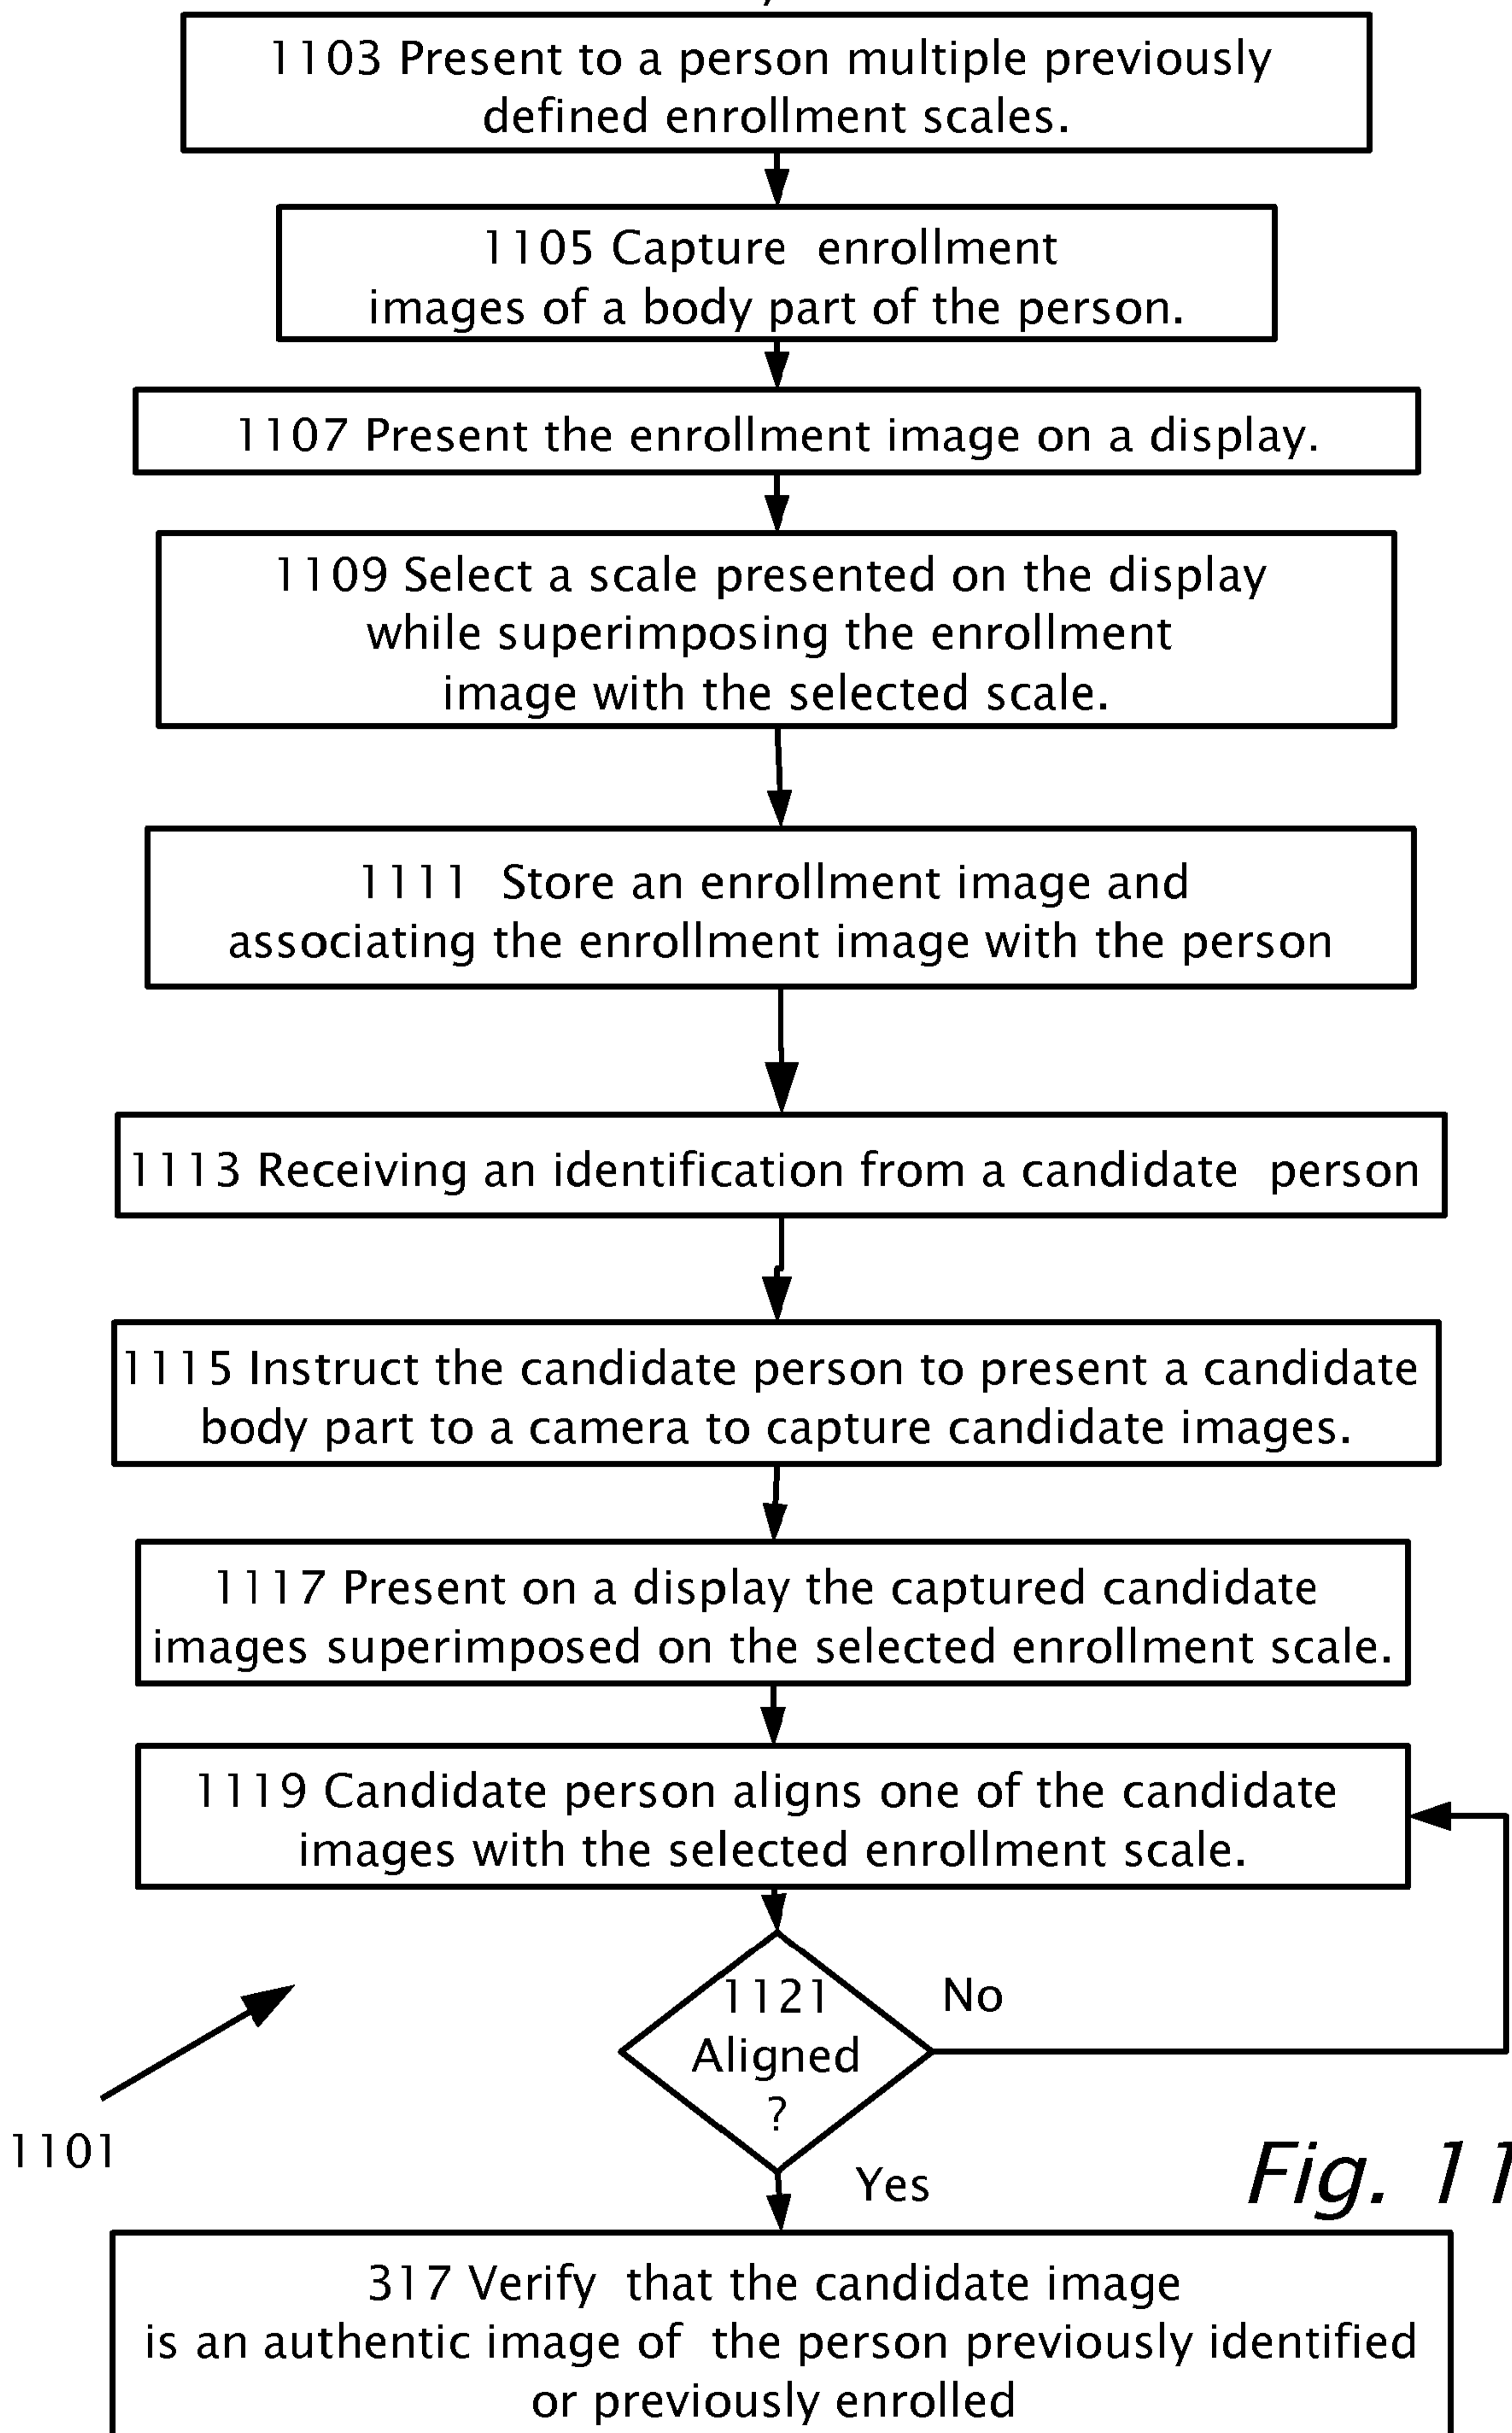 1103 Present to a person multiple previously
defined enrollment scales.
1105 Capture enrollment
images of a body part of the person.
1107 Present the enrollment image on a display.
1109 Select a scale presented on the display
while superimposing the enrollment
image with the selected scale.
1111 Store an enrollment image and
associating the enrollment image with the person
1113 Receiving an identification from a candidate person
1115 Instruct the candidate person to present a candidate
body part to a camera to capture candidate images.
1117 Present on a display the captured candidate
images superimposed on the selected enrollment scale.
1119 Candidate person aligns one of the candidate
images with the selected enrollment scale.
1121
Aligned
?
No
Yes
1101
Fig. 11
317 Verify that the candidate image
is an authentic image of the person previously identified
or previously enrolled